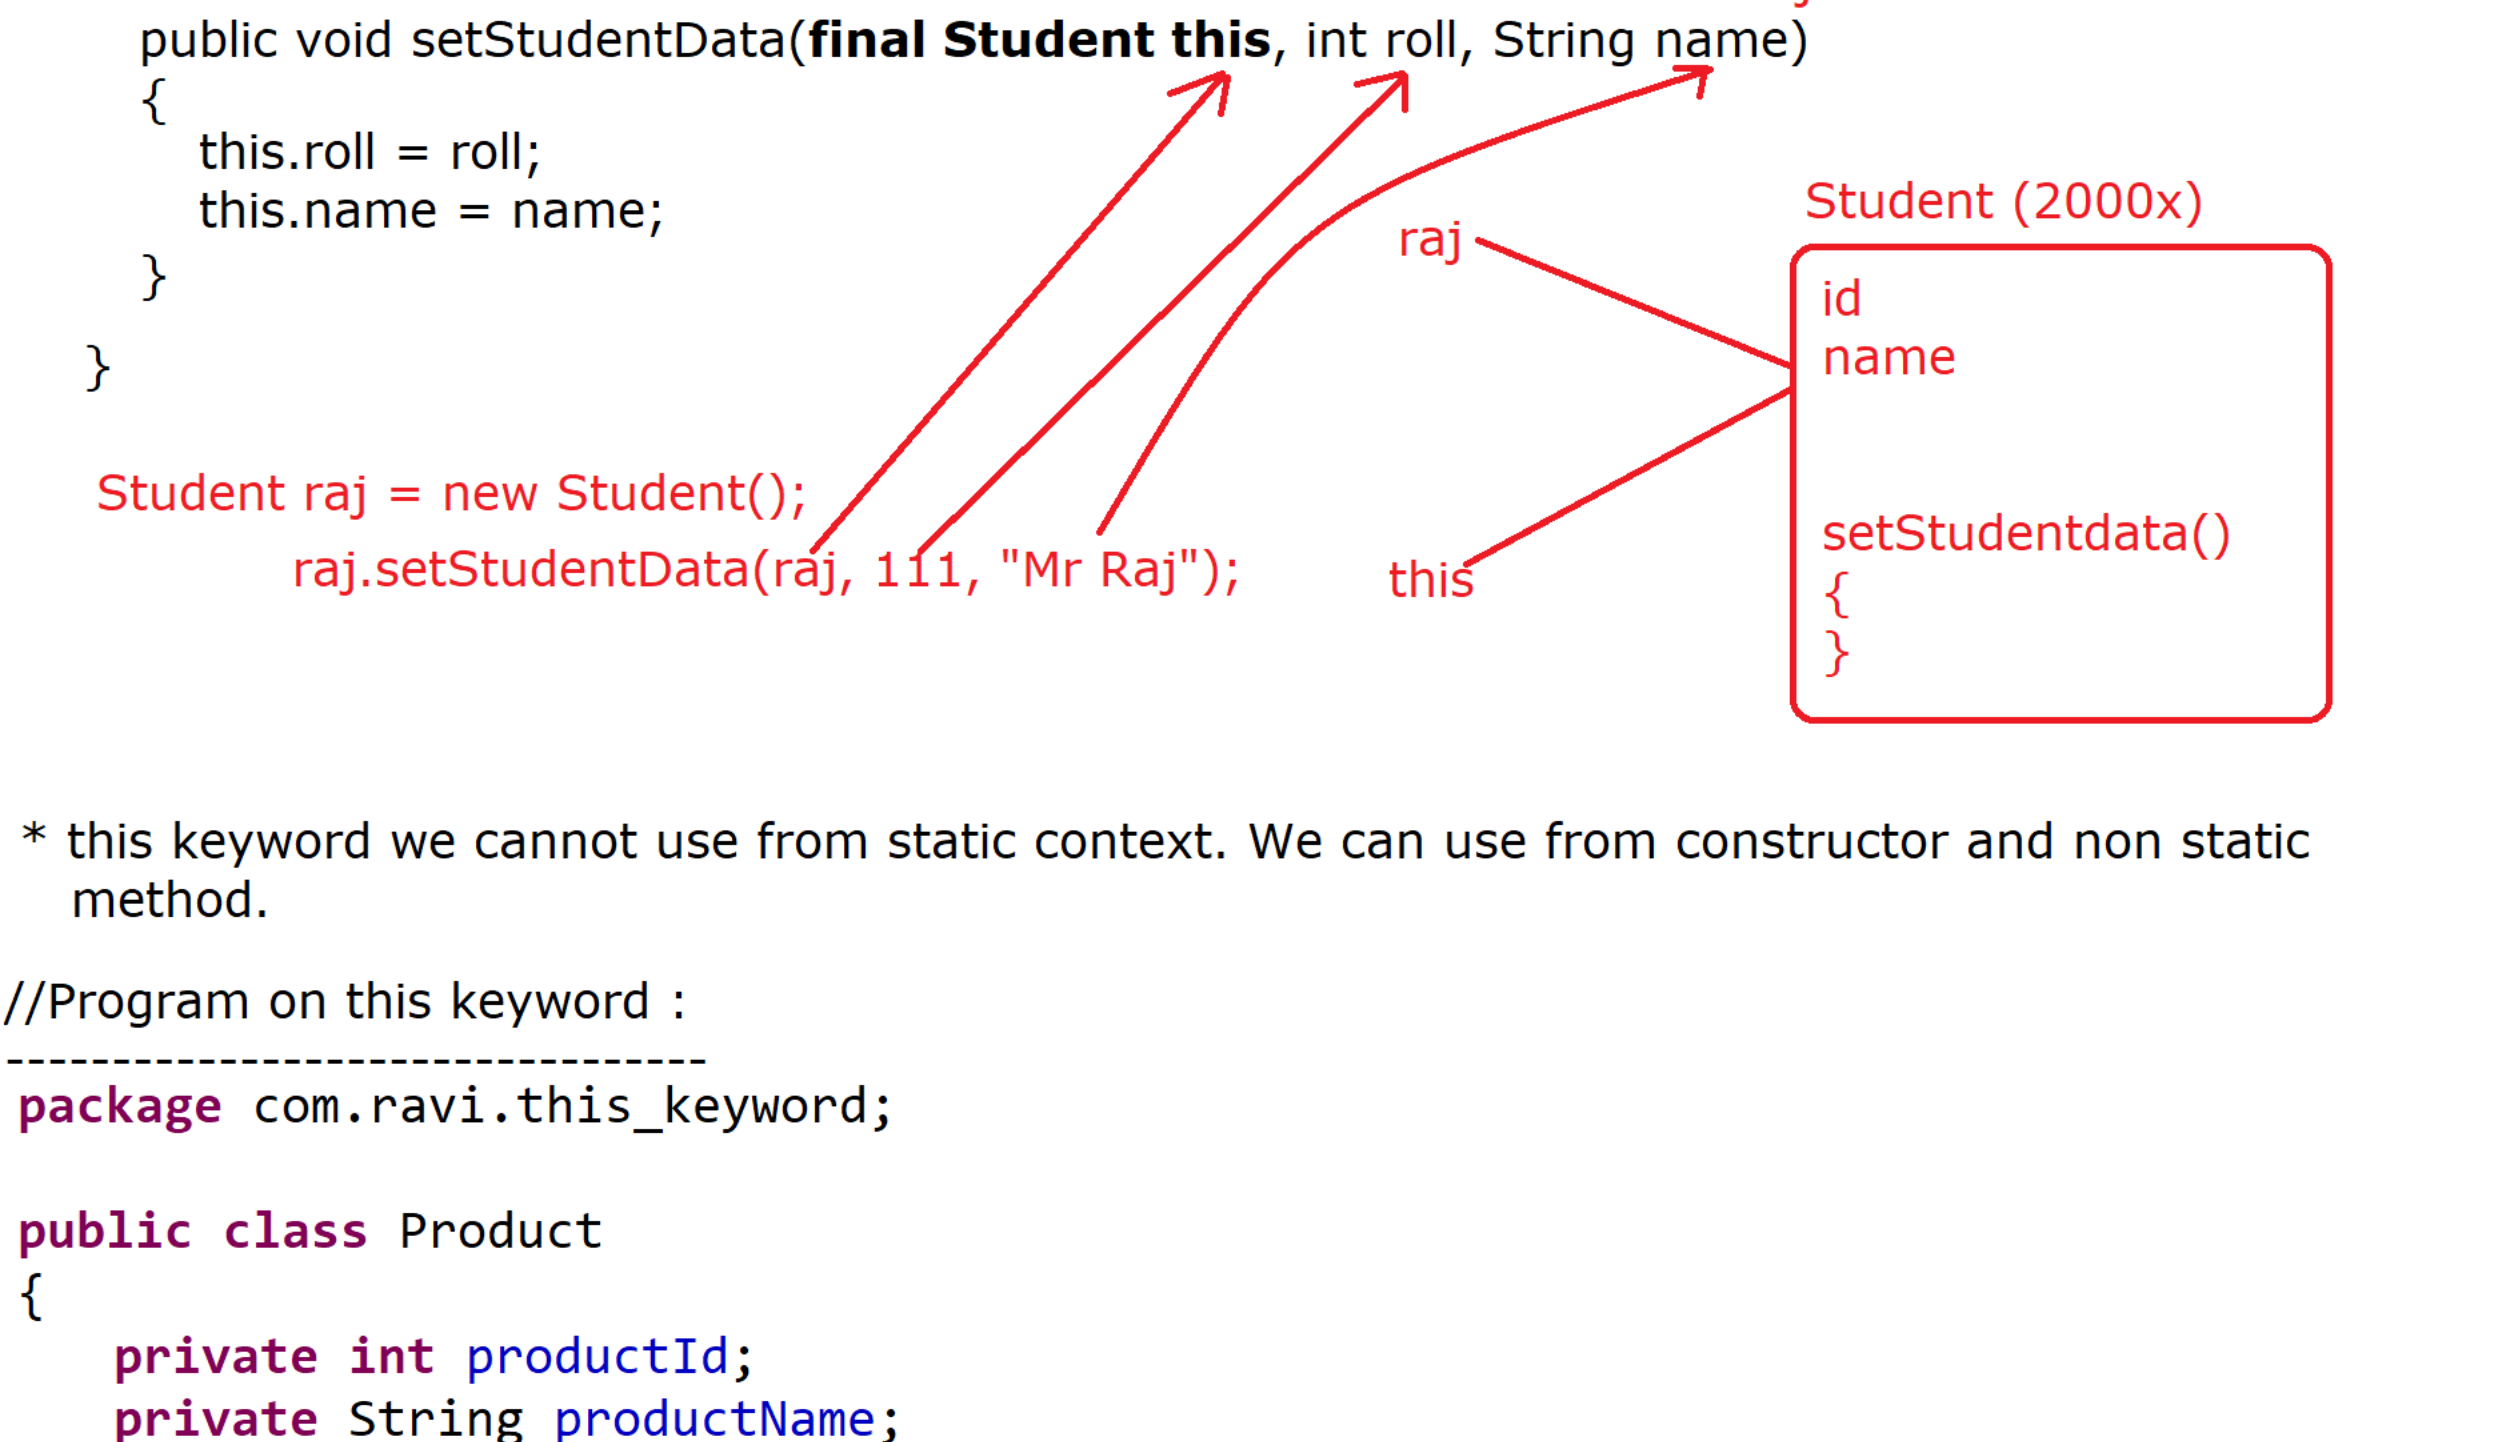 public void setStudentData(final Student this, int roll, String name)
{
this.roll = roll;
this.name = name;
}
}
Student raj = new Student();
raj.setStudentData(raj, 111, "Mr Raj");
raj
this
Student (2000x)
id
name
setStudentdata()
{
}
* this keyword we cannot use from static context. We can use from constructor and non static
method.
//Program on this keyword :
---------------------------------
package com.ravi.this_keyword;
public class Product
{
private int productId;
private String productName;